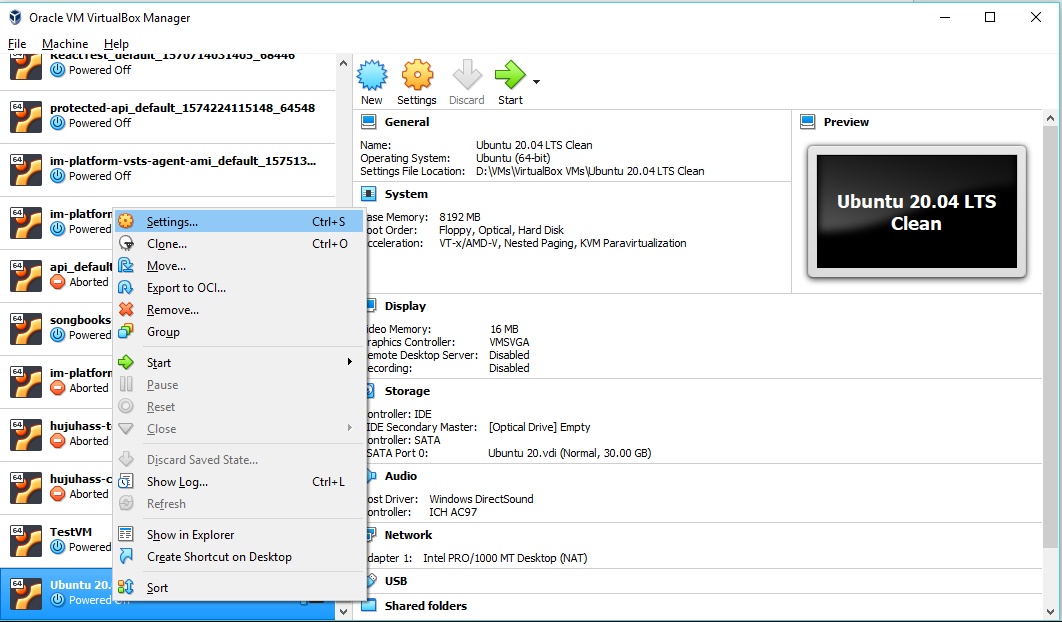 Oracle VM VirtualBox Manager
File Machine Help
ReactTest_default_1570714031405_68446
Powered Off
protected-api_default_1574224115148_64548
Powered Off
im-platform-vsts-agent-ami_default_157513...
Powered Off
im-platform
Powered
api_default
Aborted
songbooks
Powered
im-platform
Aborted
hujuhass-t
Aborted
hujuhass-c
Aborted
TestVM
Powered
Ubuntu 20.
Powered Off
Settings... Ctrl+S
Clone... Ctrl+O
Move...
Export to OCI...
Remove...
Group
Start
Pause
Reset
Close
Discard Saved State...
Show Log... Ctrl+L
Refresh
Show in Explorer
Create Shortcut on Desktop
Sort
New Settings Discard Start
General
Name: Ubuntu 20.04 LTS Clean
Operating System: Ubuntu (64-bit)
Settings File Location: D:\VMs\VirtualBox VMs\Ubuntu 20.04 LTS Clean
System
ase Memory: 8192 MB
oot Order: Floppy, Optical, Hard Disk
cceleration: VT-x/AMD-V, Nested Paging, KVM Paravirtualization
Preview
Ubuntu 20.04 LTS
Clean
Display
ideo Memory: 16 MB
raphics Controller: VMSVGA
emote Desktop Server: Disabled
ecording: Disabled
Storage
ontroller: IDE
IDE Secondary Master: [Optical Drive] Empty
ontroller: SATA
SATA Port 0: Ubuntu 20.vdi (Normal, 30.00 GB)
Audio
ost Driver: Windows DirectSound
ontroller: ICH AC97
Network
dapter 1: Intel PRO/1000 MT Desktop (NAT)
USB
Shared folders